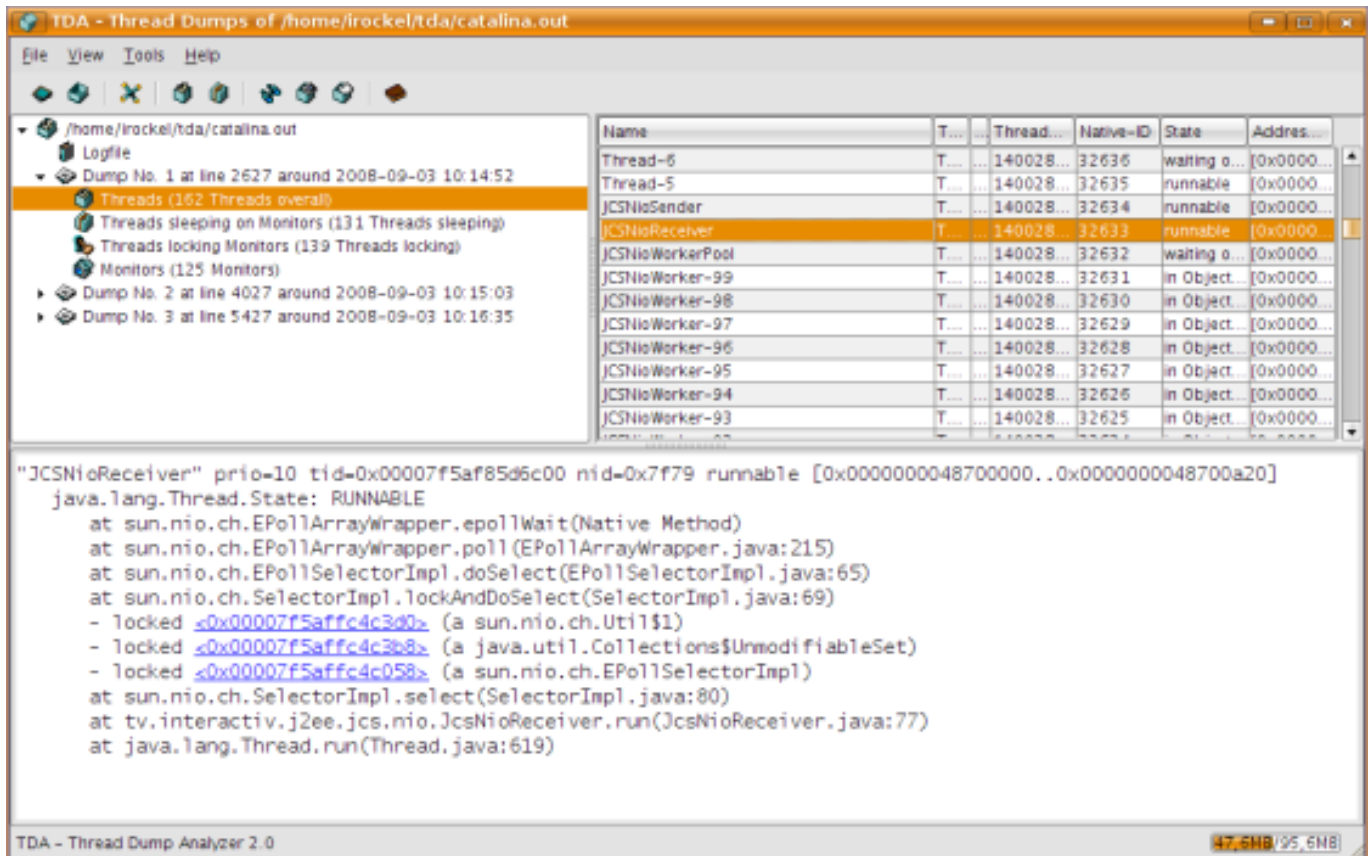 TDA - Thread Dumps of /home/irockel/tda/catalina.out
File View Tools Help
/home/irockel/tda/catalina.out
Logfile
Dump No. 1 at line 2627 around 2008-09-03 10:14:52
Threads (162 Threads overall)
Threads sleeping on Monitors (131 Threads sleeping)
Threads locking Monitors (139 Threads locking)
Monitors (125 Monitors)
Dump No. 2 at line 4027 around 2008-09-03 10:15:03
Dump No. 3 at line 5427 around 2008-09-03 10:16:35
Name T... ... Thread... Native-ID State Addres...
Thread-6 T... ... 140028... 32636 waiting o... [0x0000...
Thread-5 T... ... 140028... 32635 runnable [0x0000...
JCSNioSender T... ... 140028... 32634 runnable [0x0000...
JCSNioReceiver T... ... 140028... 32633 runnable [0x0000...
JCSNioWorkerPool T... ... 140028... 32632 waiting o... [0x0000...
JCSNioWorker-99 T... ... 140028... 32631 in Object... [0x0000...
JCSNioWorker-98 T... ... 140028... 32630 in Object... [0x0000...
JCSNioWorker-97 T... ... 140028... 32629 in Object... [0x0000...
JCSNioWorker-96 T... ... 140028... 32628 in Object... [0x0000...
JCSNioWorker-95 T... ... 140028... 32627 in Object... [0x0000...
JCSNioWorker-94 T... ... 140028... 32626 in Object... [0x0000...
JCSNioWorker-93 T... ... 140028... 32625 in Object... [0x0000...
"JCSNioReceiver" prio=10 tid=0x00007f5af85d6c00 nid=0x7f79 runnable [0x0000000048700000..0x0000000048700a20]
java.lang.Thread.State: RUNNABLE
at sun.nio.ch.EPollArrayWrapper.epollWait(Native Method)
at sun.nio.ch.EPollArrayWrapper.poll(EPollArrayWrapper.java:215)
at sun.nio.ch.EPollSelectorImpl.doSelect(EPollSelectorImpl.java:65)
at sun.nio.ch.SelectorImpl.lockAndDoSelect(SelectorImpl.java:69)
- locked <0x00007f5affc4c3d0> (a sun.nio.ch.Util$1)
- locked <0x00007f5affc4c3b8> (a java.util.Collections$UnmodifiableSet)
- locked <0x00007f5affc4c058> (a sun.nio.ch.EPollSelectorImpl)
at sun.nio.ch.SelectorImpl.select(SelectorImpl.java:80)
at tv.interactiv.j2ee.jcs.nio.JcsNioReceiver.run(JcsNioReceiver.java:77)
at java.lang.Thread.run(Thread.java:619)
TDA - Thread Dump Analyzer 2.0
47,6MB/95,6MB